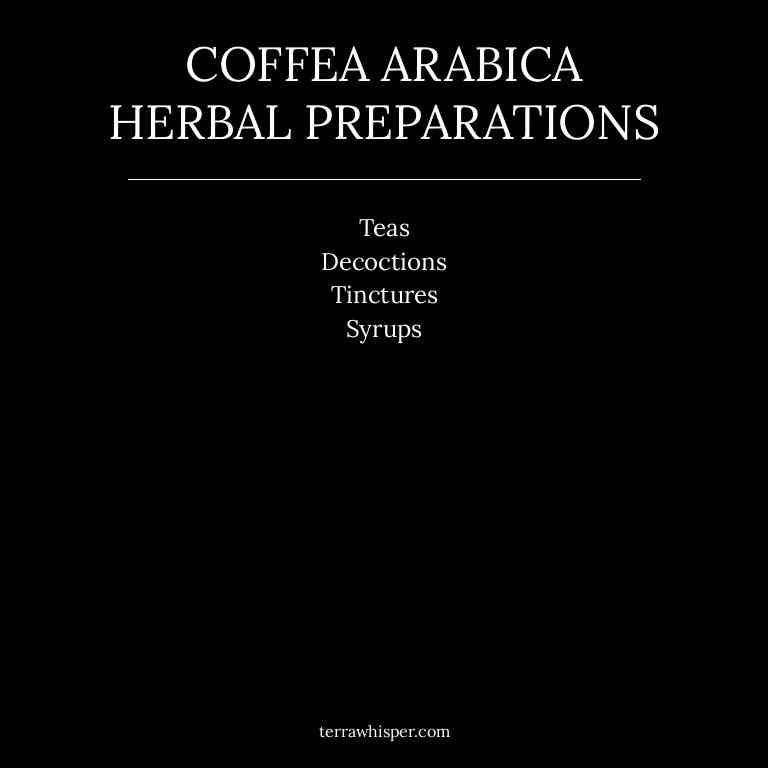 COFFEA ARABICA
HERBAL PREPARATIONS
Teas
Decoctions
Tinctures
Syrups
terrawhisper.com